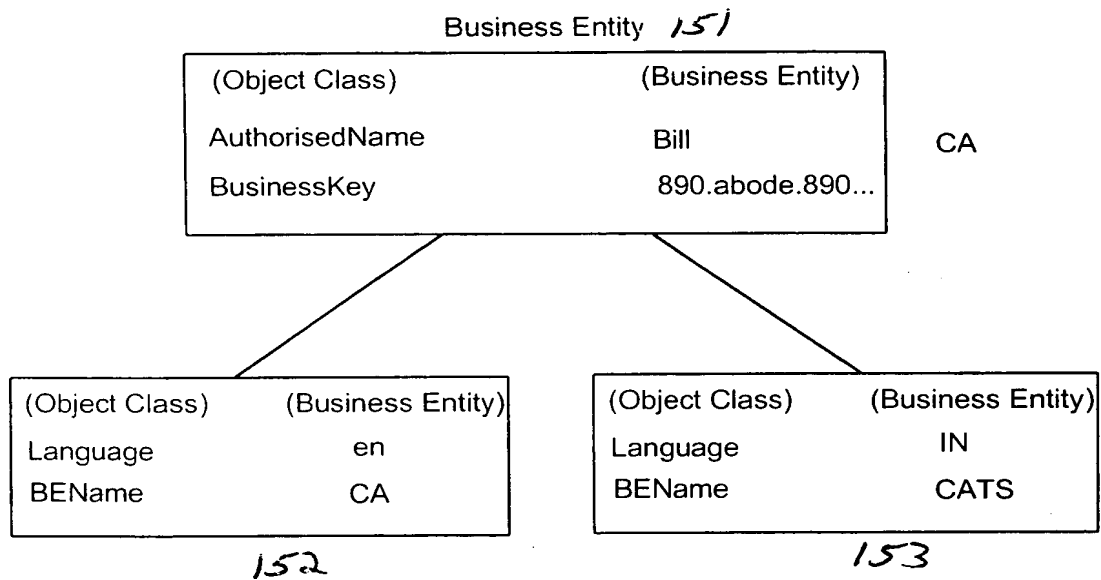 Business Entity 151
(Object Class) (Business Entity)
AuthorisedName Bill
CA
BusinessKey 890.abode.890...
(Object Class) (Business Entity)
Language en
BEName CA
152
(Object Class) (Business Entity)
Language IN
BEName CATS
153